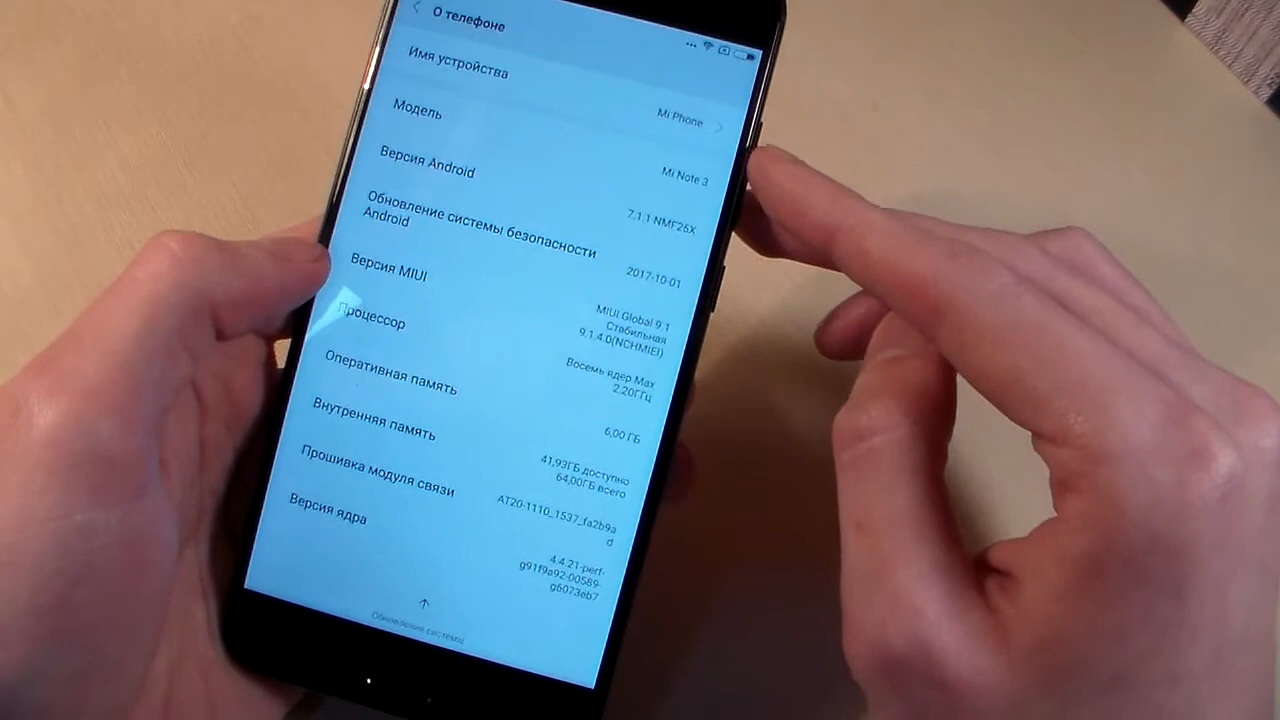 О телефоне
Имя устройства
Mi Phone
Модель
Mi Note 3
Версия Android
7.1.1 NMF26X
Обновление системы безопасности
Android
2017-10-01
Версия MIUI
MIUI Global 9.1
Стабильная
9.1.4.0(NCHMIEI)
Процессор
Восемь ядер Max
2.20ГГц
Оперативная память
6,00 ГБ
Внутренняя память
41,93ГБ доступно
64,00ГБ всего
Прошивка модуля связи
AT20-1110_1537_fa2b9a
d
Версия ядра
4.4.21-perf-
g91f9a92-00589-
g6073eb7
Обновление системы